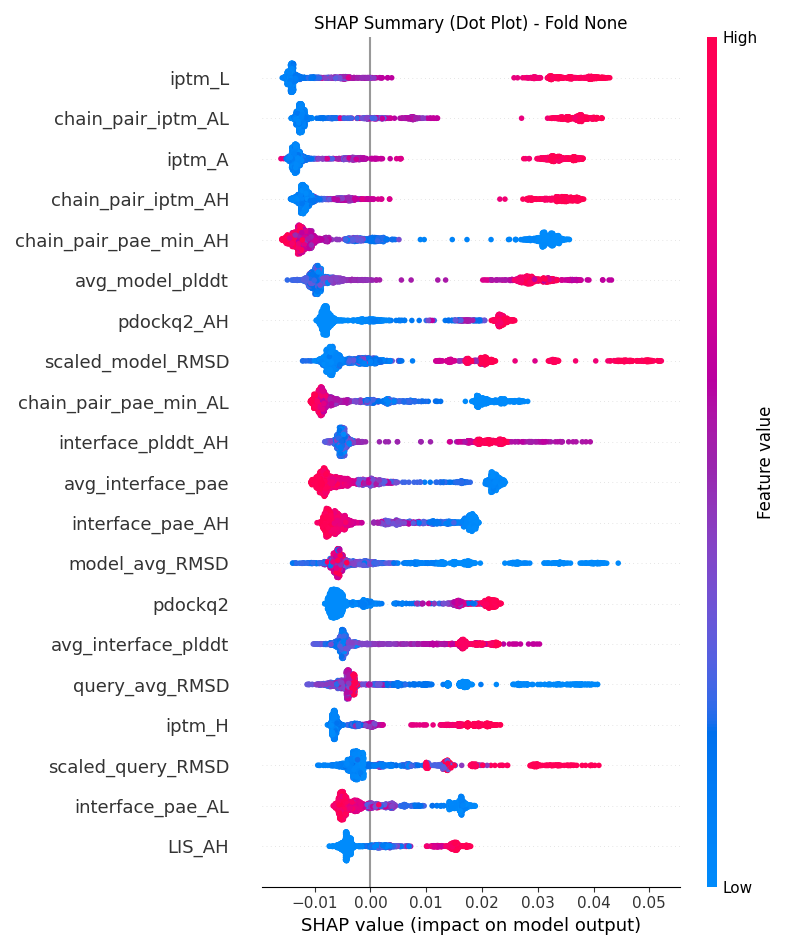 SHAP Summary (Dot Plot) - Fold None
High
iptm_L
chain_pair_iptm_AL
iptm_A
chain_pair_iptm_AH
chain_pair_pae_min_AH
avg_model_plddt
pdockq2_AH
scaled_model_RMSD
chain_pair_pae_min_AL
interface_plddt_AH
avg_interface_pae
interface_pae_AH
model_avg_RMSD
pdockq2
avg_interface_plddt
query_avg_RMSD
iptm_H
scaled_query_RMSD
interface_pae_AL
LIS_AH
Feature value
Low
−0.01 0.00 0.01 0.02 0.03 0.04 0.05
SHAP value (impact on model output)